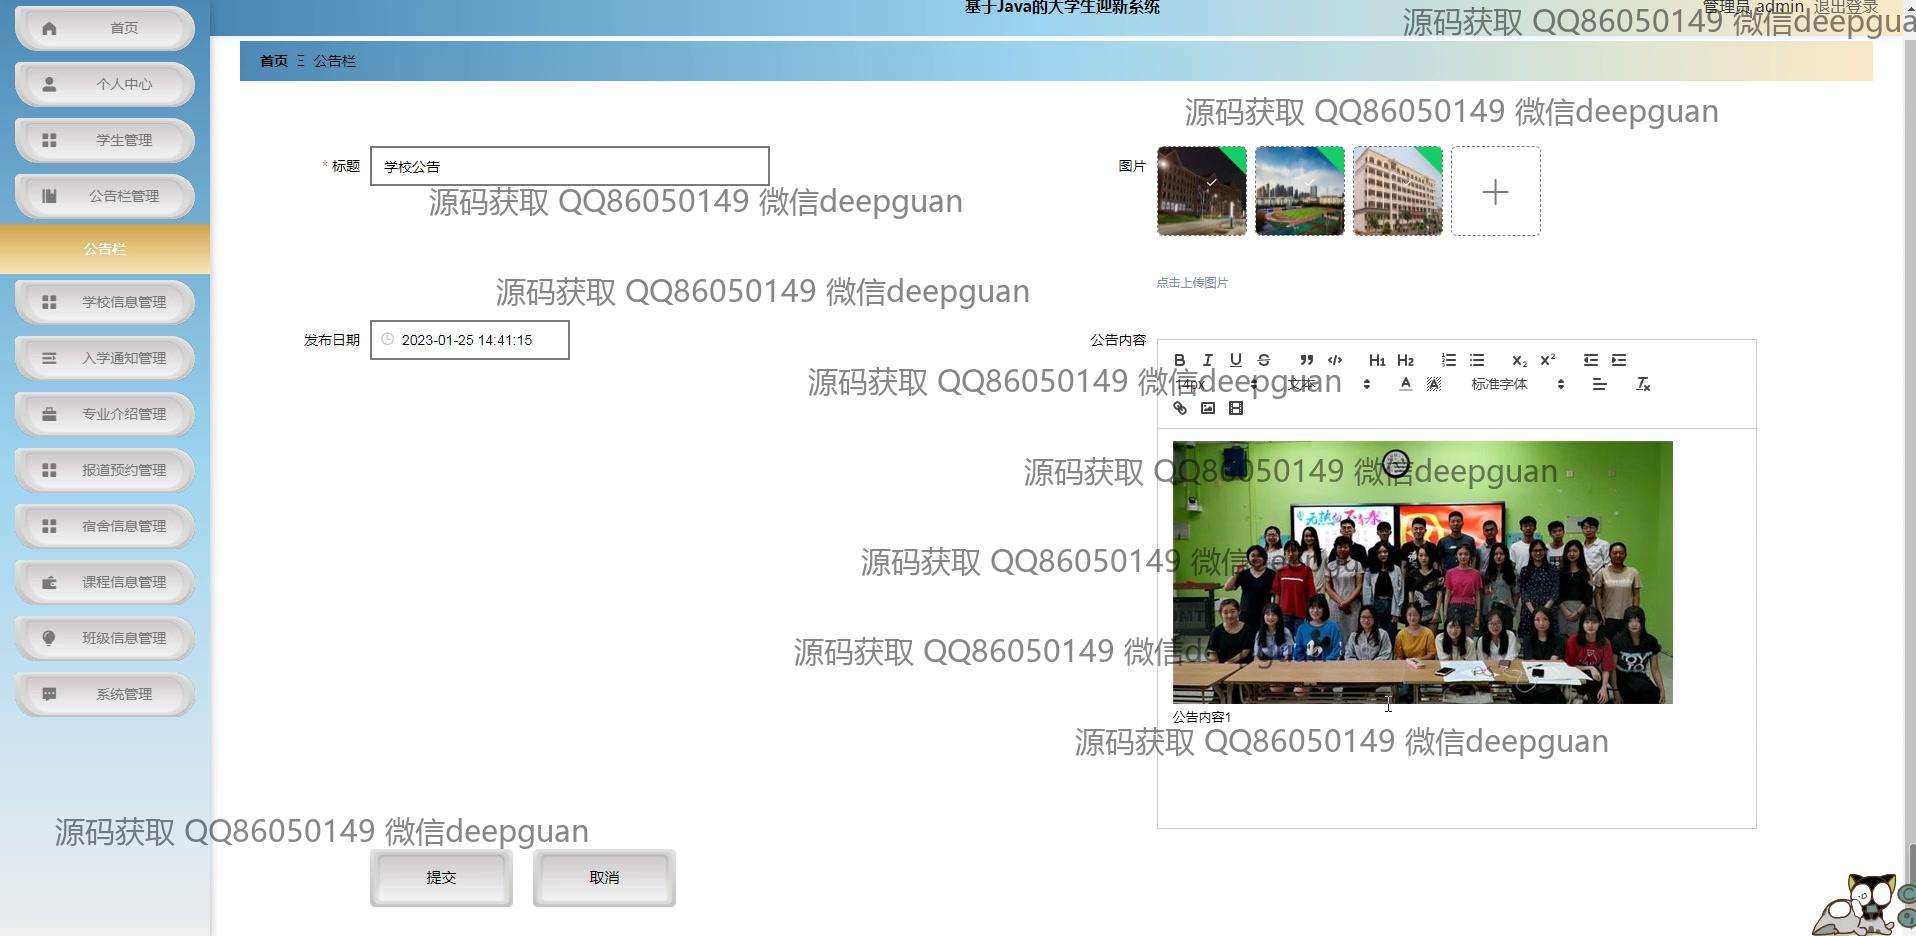 基于Java的大学生迎新系统
管理员 admin 退出登录
源码获取 QQ86050149 微信deepgua
首页
个人中心
学生管理
公告栏管理
公告栏
学校信息管理
入学通知管理
专业介绍管理
报道预约管理
宿舍信息管理
课程信息管理
班级信息管理
系统管理
首页 Ξ 公告栏
源码获取 QQ86050149 微信deepguan
* 标题 学校公告
图片
源码获取 QQ86050149 微信deepguan
点击上传图片
源码获取 QQ86050149 微信deepguan
发布日期 2023-01-25 14:41:15
公告内容
B I U S H1 H2 X2 X2
源码获取 QQ86050149 微信deepguan
14px 文本 A A 标准字体 Tx
源码获取 QQ86050149 微信deepguan
无热血 不青春
源码获取 QQ86050149 微信deepguan
源码获取 QQ86050149 微信deepguan
TOY
公告内容1
源码获取 QQ86050149 微信deepguan
源码获取 QQ86050149 微信deepguan
提交 取消